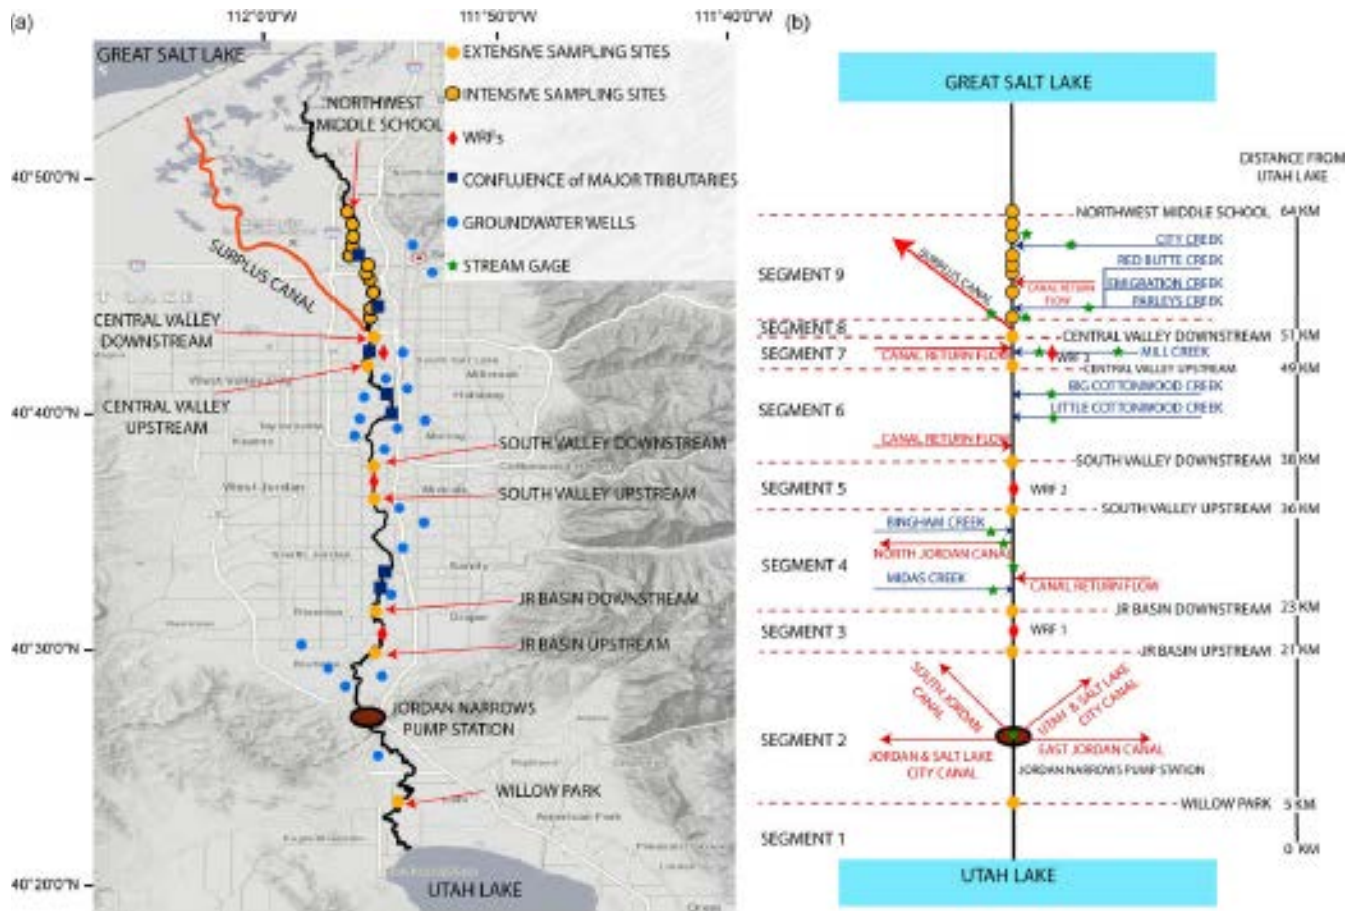 (a)
112°0'0"W
111°50'0"W
111°40'0"W
GREAT SALT LAKE
EXTENSIVE SAMPLING SITES
INTENSIVE SAMPLING SITES
NORTHWEST
MIDDLE SCHOOL
WRFs
CONFLUENCE of MAJOR TRIBUTARIES
GROUNDWATER WELLS
STREAM GAGE
40°50'0"N
SURPLUS CANAL
CENTRAL VALLEY
DOWNSTREAM
CENTRAL VALLEY
UPSTREAM
40°40'0"N
SOUTH VALLEY DOWNSTREAM
SOUTH VALLEY UPSTREAM
West Jordan
South Jordan
Sandy
Draper
JR BASIN DOWNSTREAM
JR BASIN UPSTREAM
40°30'0"N
JORDAN NARROWS
PUMP STATION
WILLOW PARK
American Fork
40°20'0"N
UTAH LAKE
(b)
GREAT SALT LAKE
DISTANCE FROM
UTAH LAKE
NORTHWEST MIDDLE SCHOOL 64 KM
CITY CREEK
RED BUTTE CREEK
SEGMENT 9
SURPLUS CANAL
CANAL RETURN
FLOW
EMIGRATION CREEK
PARLEYS CREEK
SEGMENT 8
CENTRAL VALLEY DOWNSTREAM 51 KM
SEGMENT 7
CANAL RETURN FLOW
WRF 3
MILL CREEK
CENTRAL VALLEY UPSTREAM 49 KM
BIG COTTONWOOD CREEK
SEGMENT 6
LITTLE COTTONWOOD CREEK
CANAL RETURN FLOW
SOUTH VALLEY DOWNSTREAM 38 KM
SEGMENT 5
WRF 2
SOUTH VALLEY UPSTREAM 36 KM
BINGHAM CREEK
NORTH JORDAN CANAL
SEGMENT 4
MIDAS CREEK
CANAL RETURN FLOW
JR BASIN DOWNSTREAM 23 KM
SEGMENT 3
WRF 1
JR BASIN UPSTREAM 21 KM
SOUTH JORDAN
CANAL
UTAH & SALT LAKE
CITY CANAL
SEGMENT 2
JORDAN & SALT LAKE
CITY CANAL
EAST JORDAN CANAL
JORDAN NARROWS PUMP STATION
WILLOW PARK 5 KM
SEGMENT 1
0 KM
UTAH LAKE